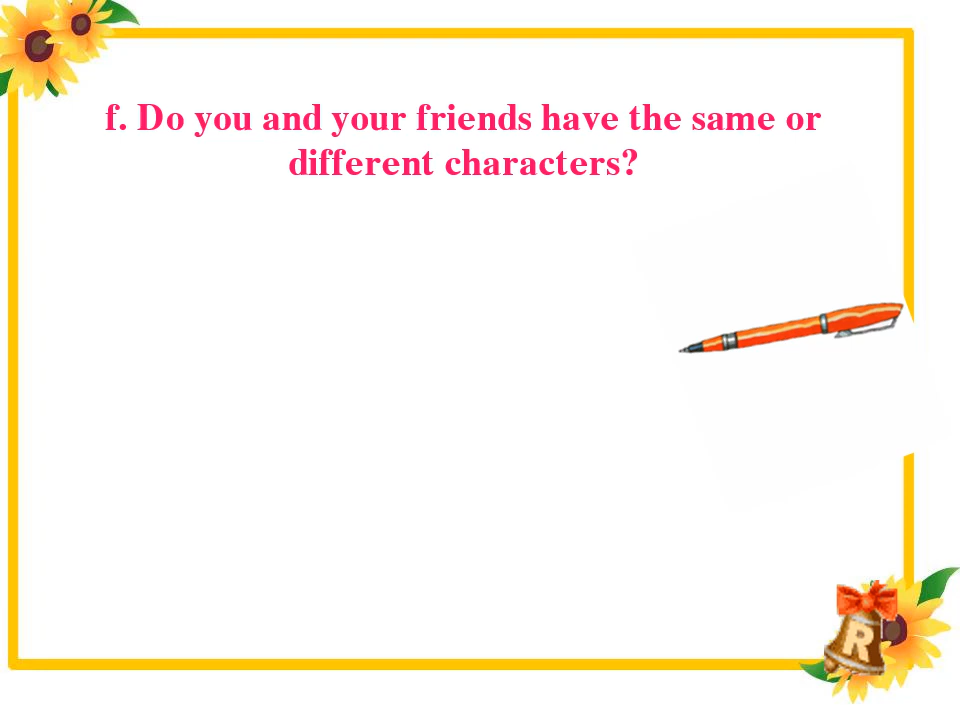 f. Do you and your friends have the same or
different characters?
R